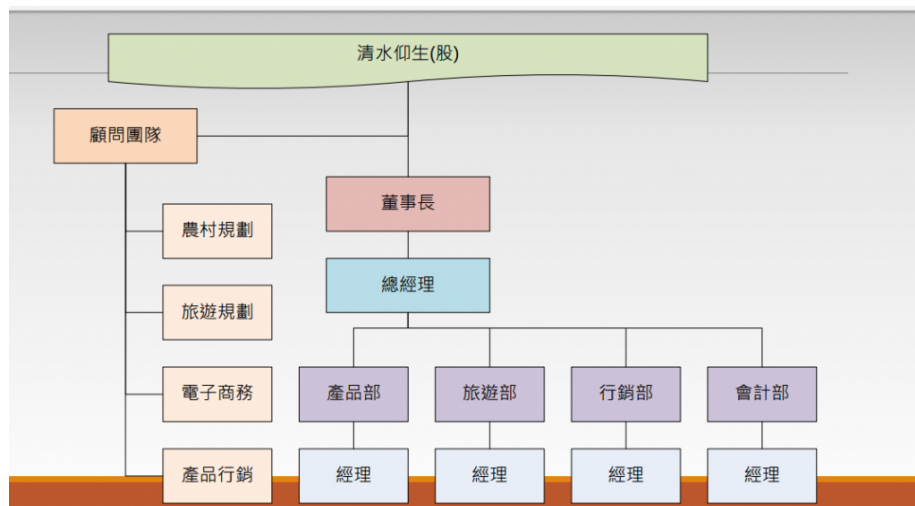 清水仰生(股)
顧問團隊
董事長
農村規劃
總經理
旅遊規劃
電子商務
產品部
旅遊部
行銷部
會計部
產品行銷
經理
經理
經理
經理